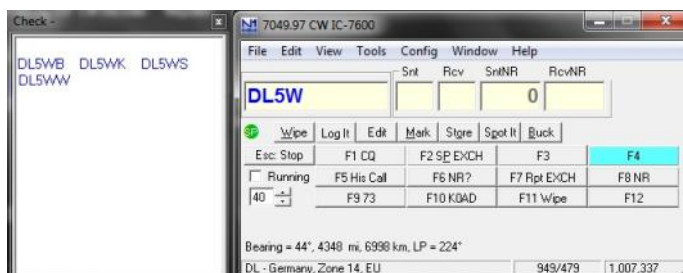 Check -
DL5WB DL5WK DL5WS
DL5WW
7049.97 CW IC-7600
File Edit View Tools Config Window Help
Snt Rcv SntNR RcvNR
DL5W 0
SP Wipe Log It Edit Mark Store Spot It Buck
Esc: Stop F1 CQ F2 SP EXCH F3 F4
Running F5 His Call F6 NR? F7 Rpt EXCH F8 NR
40 F9 73 F10 K0AD F11 Wipe F12
Bearing = 44°, 4348 mi, 6998 km, LP = 224°
DL - Germany, Zone 14, EU 949/479 1,007,337